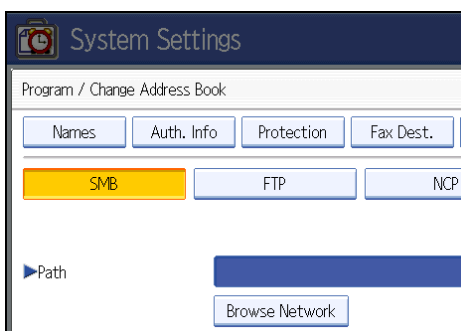 System Settings
Program / Change Address Book
Names Auth. Info Protection Fax Dest.
SMB FTP NCP
▶Path
Browse Network